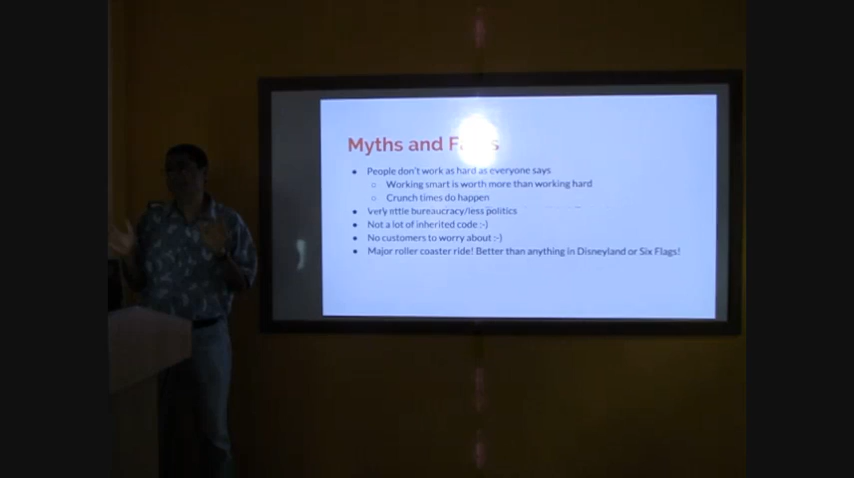 Myths and
People don't work as hard as everyone says
Working smart is worth more than working hard
Crunch times do happen
Very little bureaucracy/less politics
Not a lot of inherited code :-)
No customers to worry about :-)
Major roller coaster ride! Better than anything in Disneyland or Six Flags!